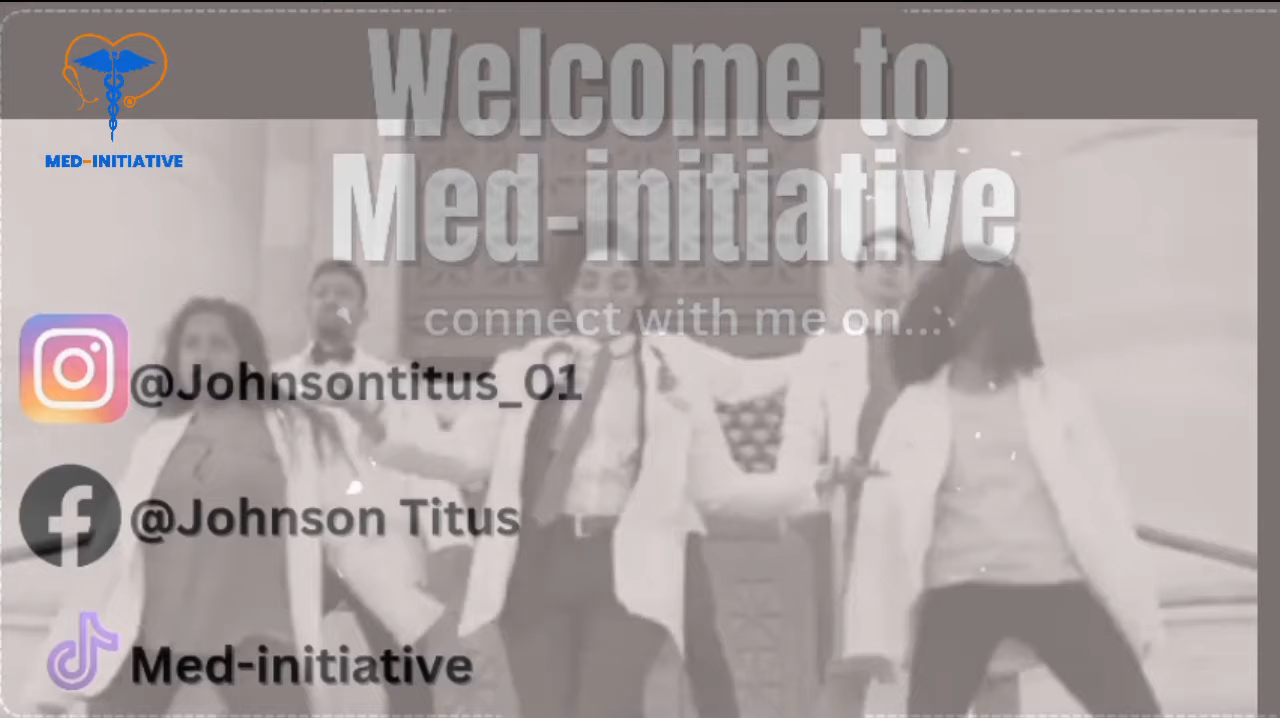 Welcome to
Med-initiative
MED-INITIATIVE
connect with me on...:
@Johnsontitus_01
@Johnson Titus
Med-initiative